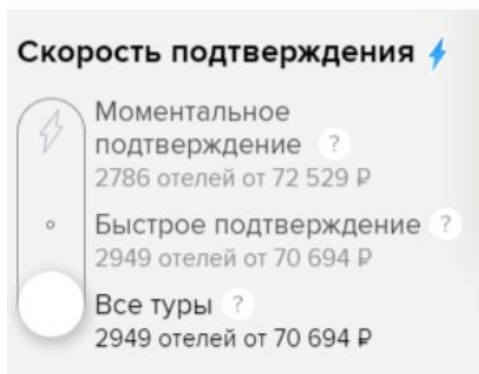 Скорость подтверждения
Моментальное
подтверждение ?
2786 отелей от 72 529 ₽
Быстрое подтверждение ?
2949 отелей от 70 694 ₽
Все туры ?
2949 отелей от 70 694 ₽